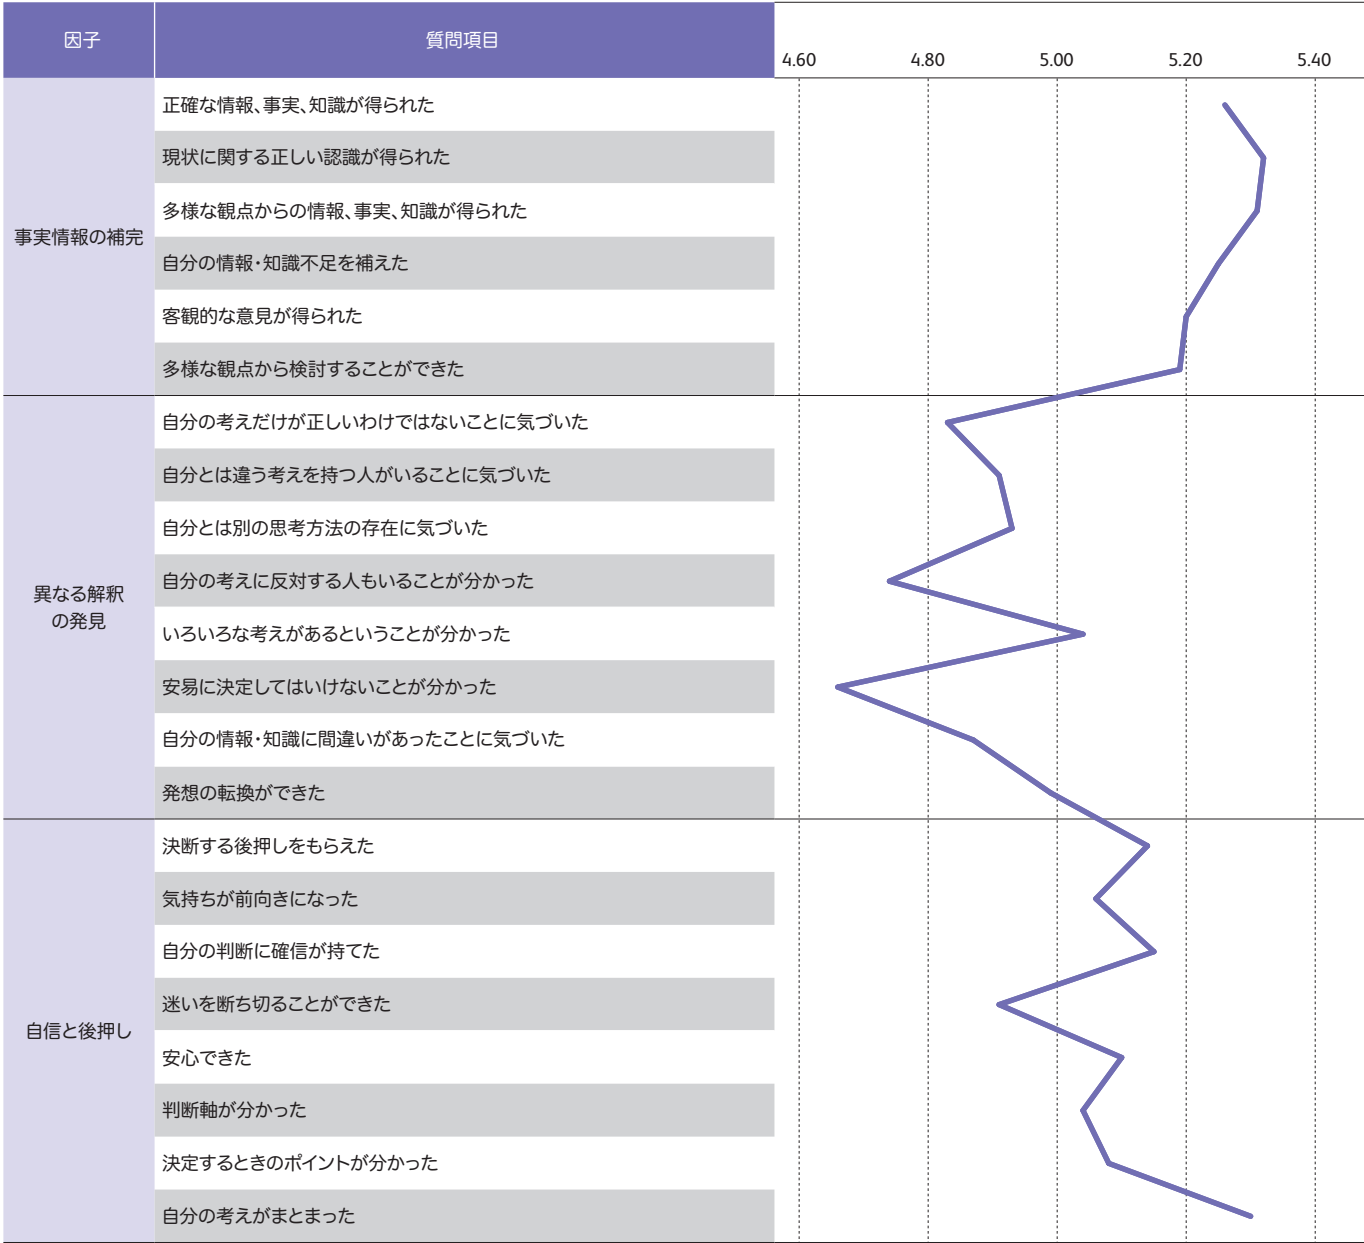 因子
質問項目
4.60
4.80
5.00
5.20
5.40
事実情報の補完
正確な情報、事実、知識が得られた
現状に関する正しい認識が得られた
多様な観点からの情報、事実、知識が得られた
自分の情報・知識不足を補えた
客観的な意見が得られた
多様な観点から検討することができた
異なる解釈
の発見
自分の考えだけが正しいわけではないことに気づいた
自分とは違う考えを持つ人がいることに気づいた
自分とは別の思考方法の存在に気づいた
自分の考えに反対する人もいることが分かった
いろいろな考えがあるということが分かった
安易に決定してはいけないことが分かった
自分の情報・知識に間違いがあったことに気づいた
発想の転換ができた
自信と後押し
決断する後押しをもらえた
気持ちが前向きになった
自分の判断に確信が持てた
迷いを断ち切ることができた
安心できた
判断軸が分かった
決定するときのポイントが分かった
自分の考えがまとまった